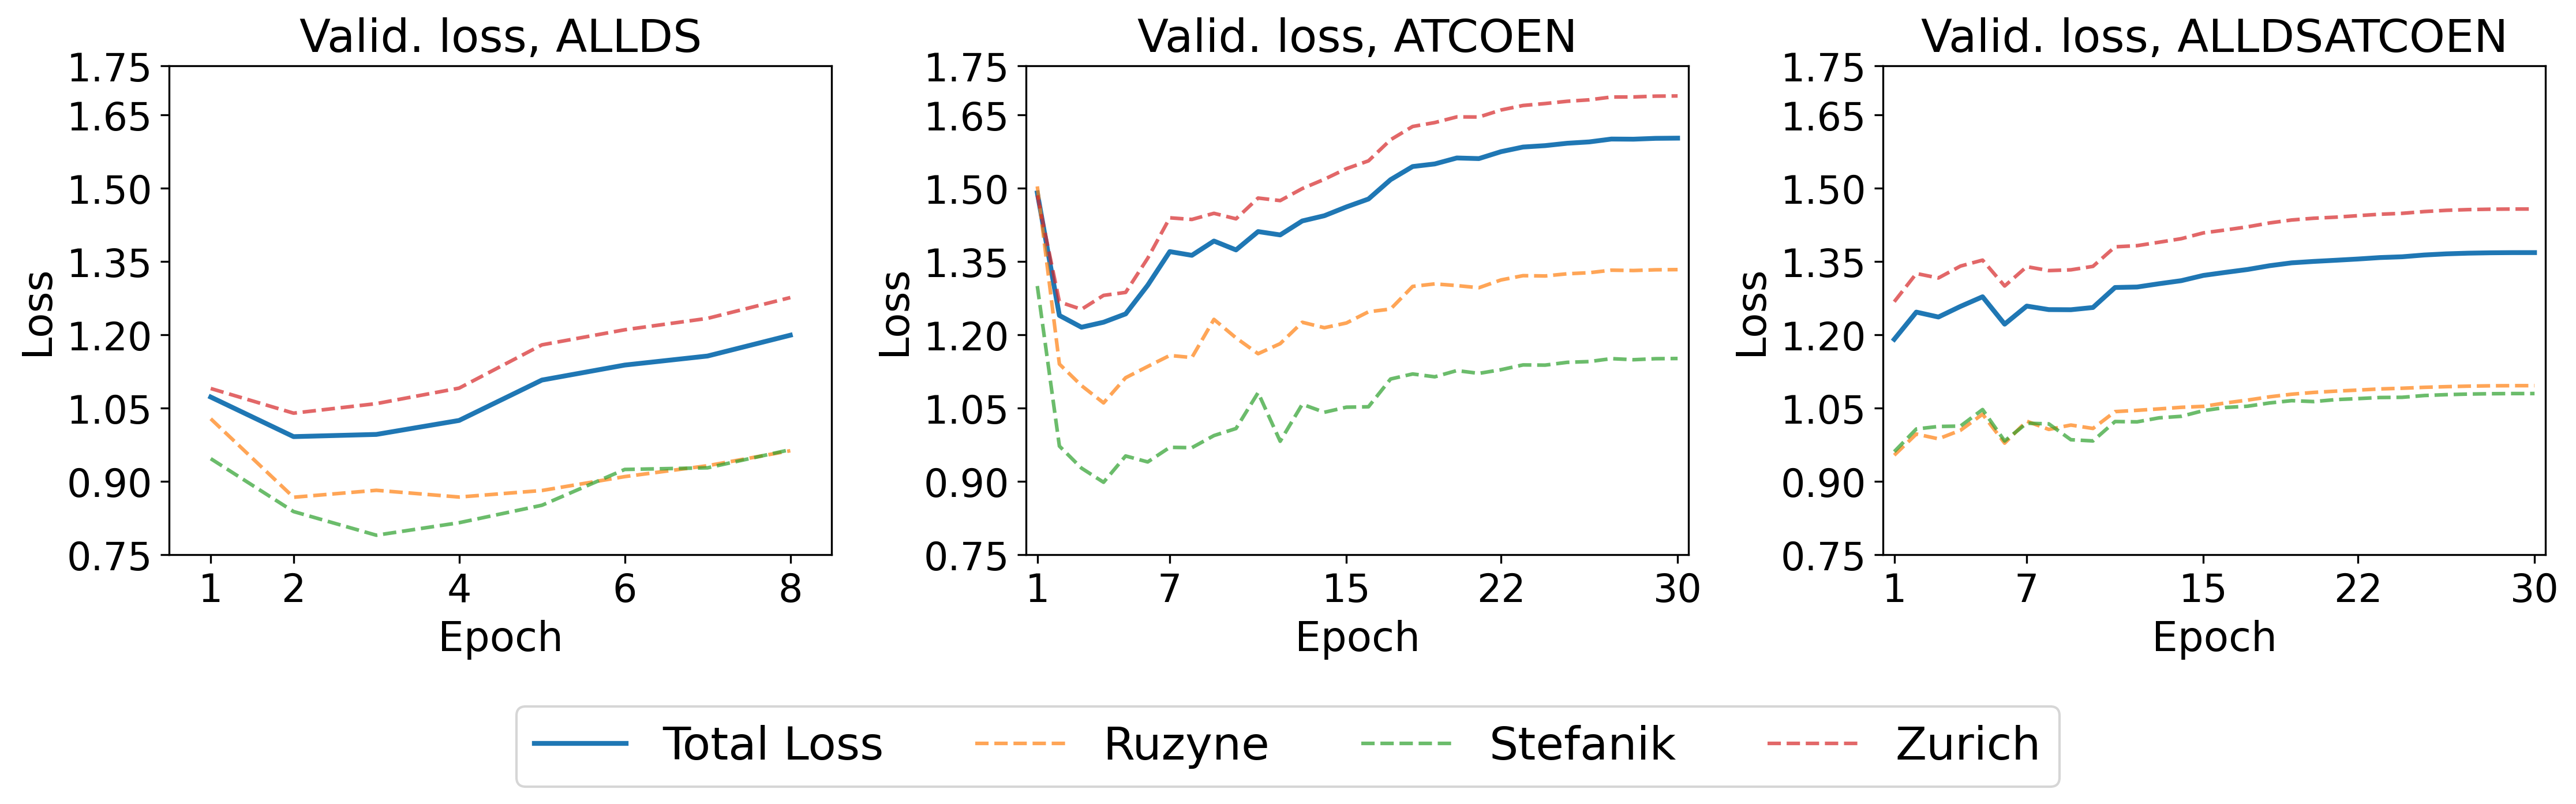 Valid. loss, ALLDS
1.75
1.65
1.50
1.35
1.20
1.05
0.90
0.75
Loss
1 2 4 6 8
Epoch
Valid. loss, ATCOEN
1.75
1.65
1.50
1.35
1.20
1.05
0.90
0.75
Loss
1 7 15 22 30
Epoch
Valid. loss, ALLDSATCOEN
1.75
1.65
1.50
1.35
1.20
1.05
0.90
0.75
Loss
1 7 15 22 30
Epoch
Total Loss Ruzyne Stefanik Zurich